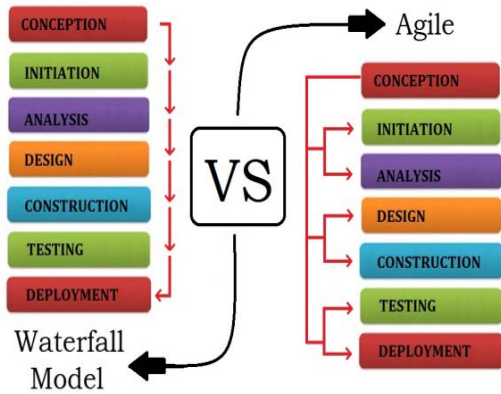 CONCEPTION
INITIATION
ANALYSIS
DESIGN
CONSTRUCTION
TESTING
DEPLOYMENT
Waterfall
Model
VS
Agile
CONCEPTION
INITIATION
ANALYSIS
DESIGN
CONSTRUCTION
TESTING
DEPLOYMENT